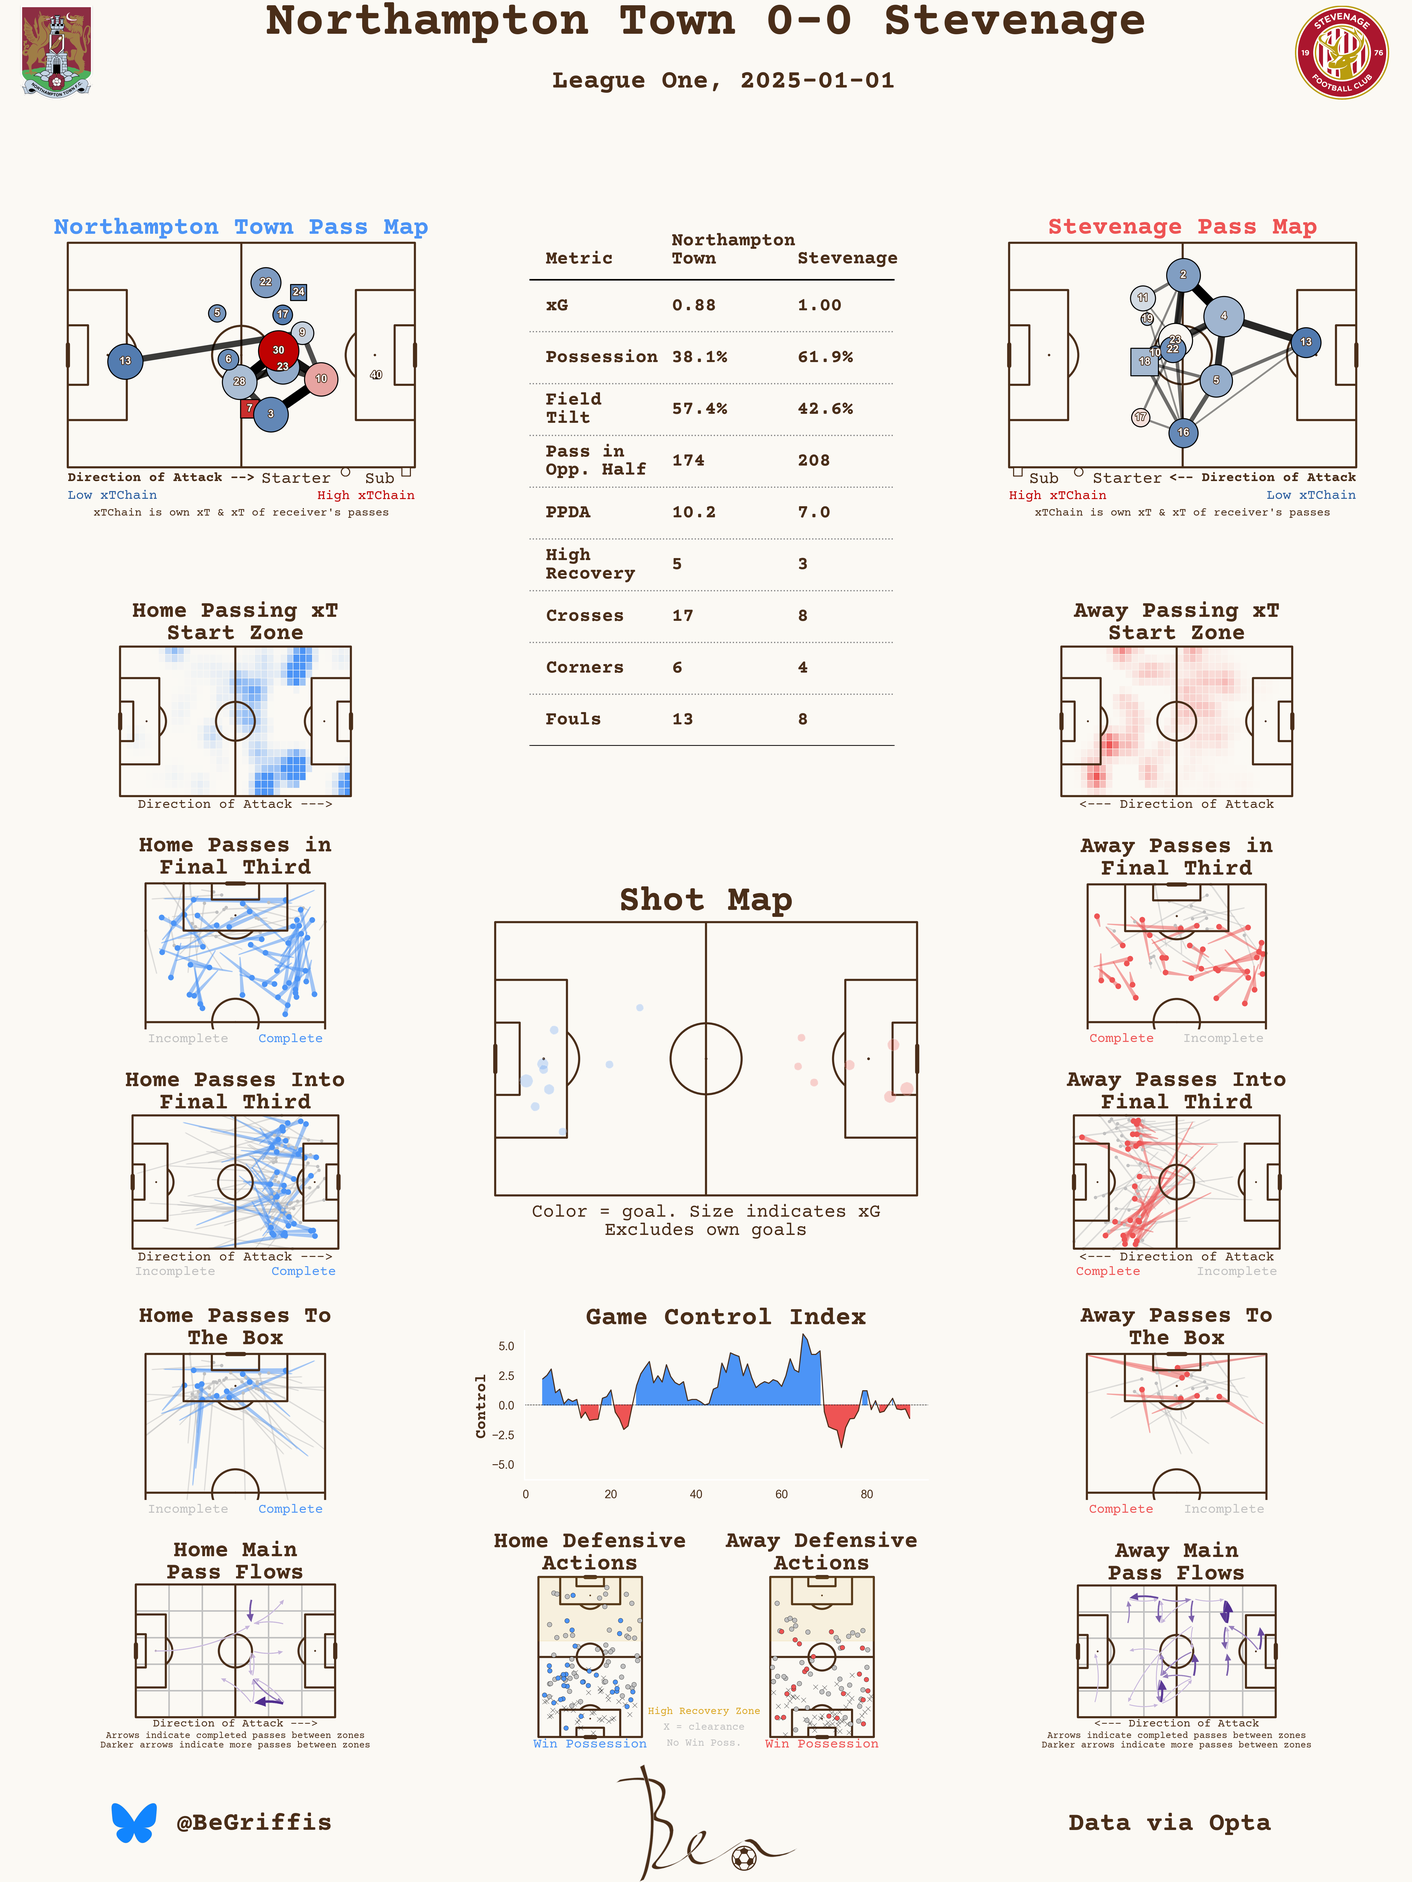 Northampton Town 0-0 Stevenage
League One, 2025-01-01
NORTHAMPTON TOWN F.C.
STEVENAGE
19 76
FOOTBALL CLUB
Northampton Town Pass Map
22
24
5
17
9
30
13
6
23
28
10
40
7
3
Direction of Attack --> Starter Sub
Low xTChain High xTChain
xTChain is own xT & xT of receiver's passes
Metric Northampton Town Stevenage
xG 0.88 1.00
Possession 38.1% 61.9%
Field Tilt 57.4% 42.6%
Pass in Opp. Half 174 208
PPDA 10.2 7.0
High Recovery 5 3
Crosses 17 8
Corners 6 4
Fouls 13 8
Stevenage Pass Map
2
11
19
4
23
13
10
22
18
5
17
16
Sub Starter <-- Direction of Attack
High xTChain Low xTChain
xTChain is own xT & xT of receiver's passes
Home Passing xT
Start Zone
Direction of Attack --->
Away Passing xT
Start Zone
<--- Direction of Attack
Home Passes in
Final Third
Incomplete Complete
Away Passes in
Final Third
Complete Incomplete
Shot Map
Color = goal. Size indicates xG
Excludes own goals
Home Passes Into
Final Third
Direction of Attack --->
Incomplete Complete
Away Passes Into
Final Third
<--- Direction of Attack
Complete Incomplete
Home Passes To
The Box
Incomplete Complete
Game Control Index
Control
5.0
2.5
0.0
−2.5
−5.0
0 20 40 60 80
Away Passes To
The Box
Complete Incomplete
Home Main
Pass Flows
Direction of Attack --->
Arrows indicate completed passes between zones
Darker arrows indicate more passes between zones
Home Defensive
Actions
Win Possession
Away Defensive
Actions
Win Possession
High Recovery Zone
X = clearance
No Win Poss.
Away Main
Pass Flows
<--- Direction of Attack
Arrows indicate completed passes between zones
Darker arrows indicate more passes between zones
@BeGriffis
Ben
Data via Opta